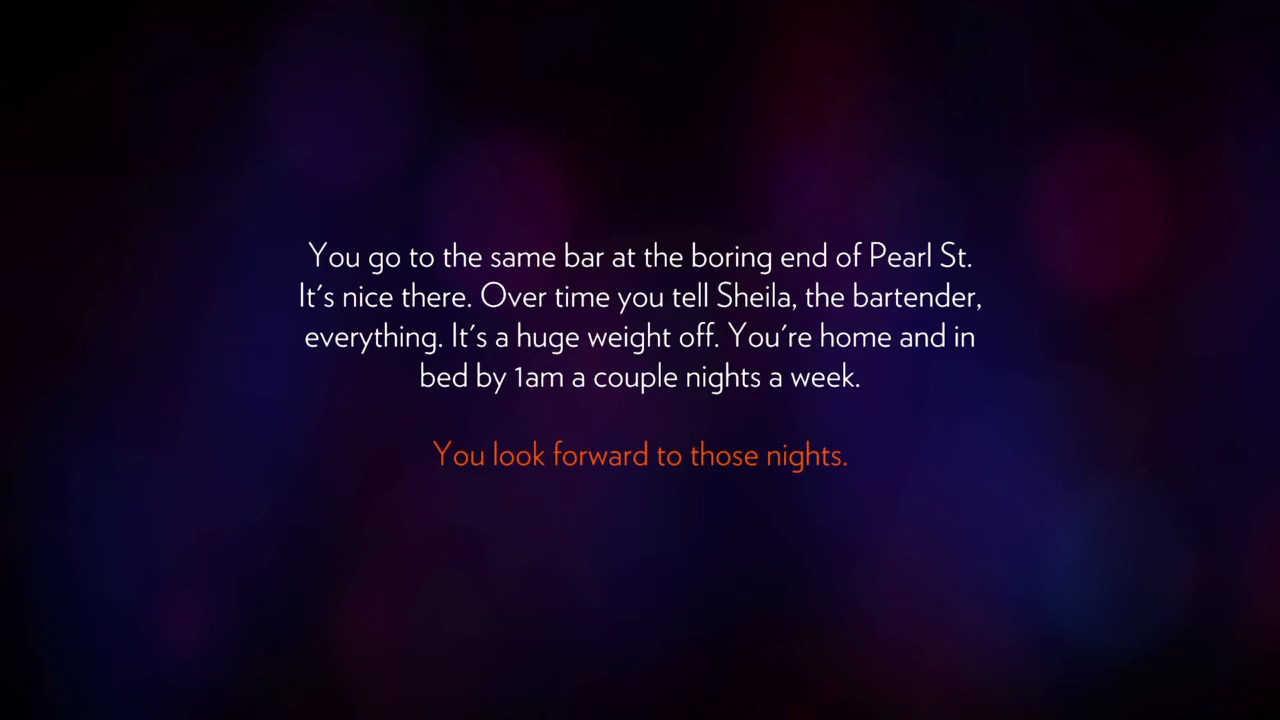 You go to the same bar at the boring end of Pearl St.
It's nice there. Over time you tell Sheila, the bartender,
everything. It's a huge weight off. You're home and in
bed by 1am a couple nights a week.
You look forward to those nights.